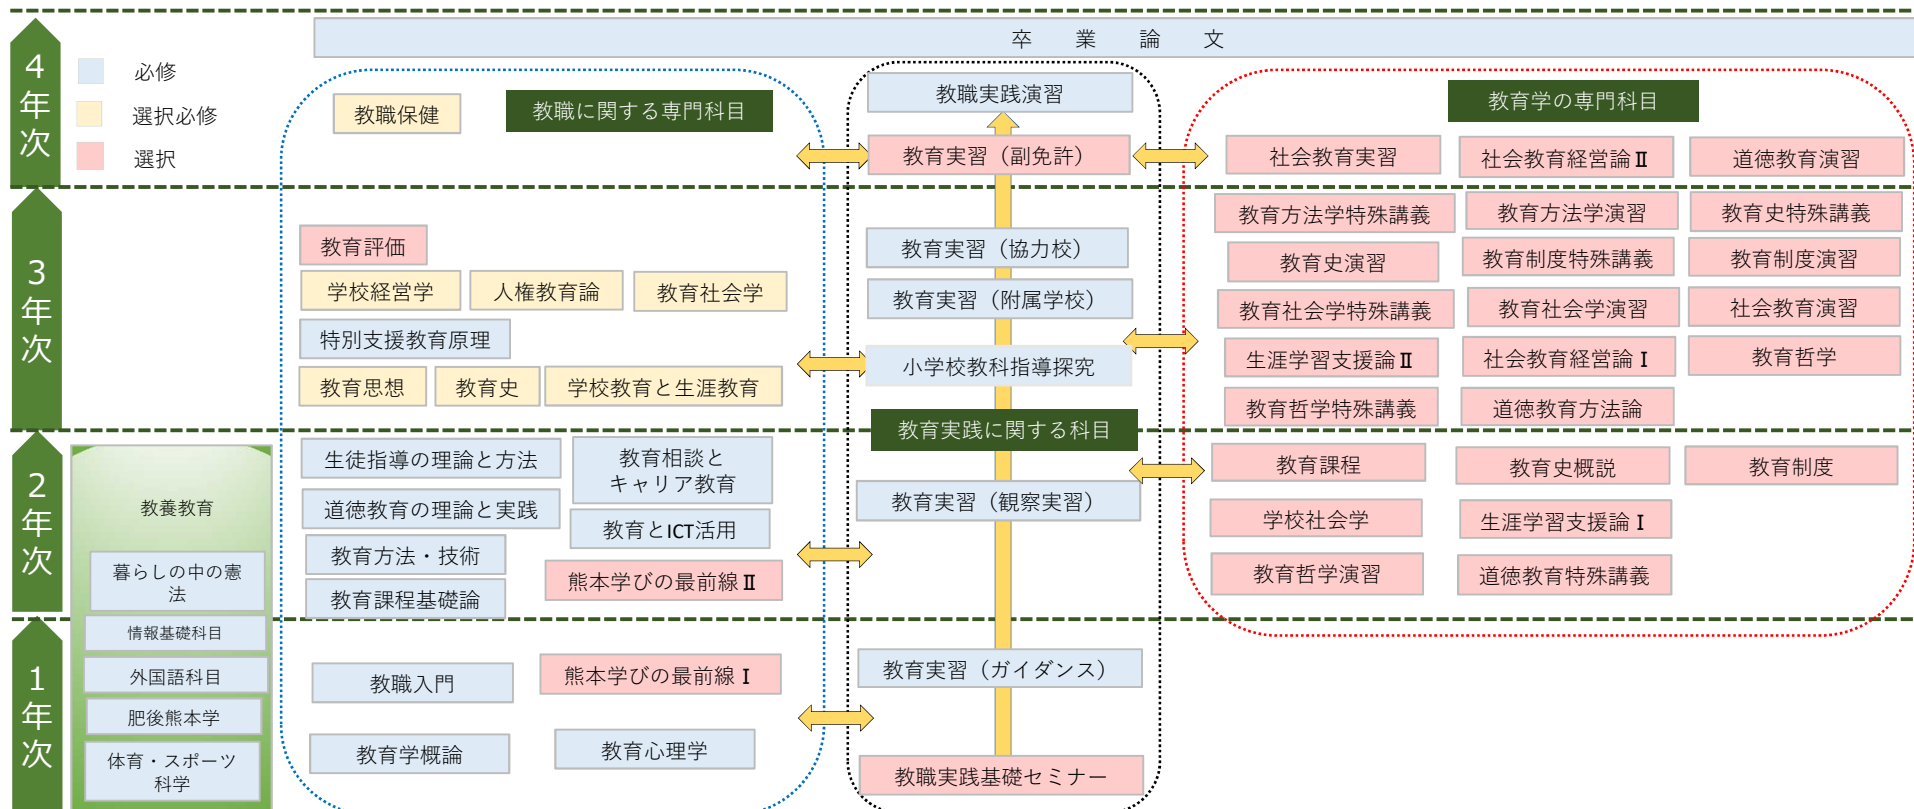 卒業論文
4年次
必修
選択必修
選択
教職保健
教職に関する専門科目
教職実践演習
教育実習（副免許）
教育学の専門科目
社会教育実習
社会教育経営論Ⅱ
道徳教育演習
3年次
教育評価
学校経営学
人権教育論
教育社会学
特別支援教育原理
教育思想
教育史
学校教育と生涯教育
教育実習（協力校）
教育実習（附属学校）
小学校教科指導探究
教育実践に関する科目
教育方法学特殊講義
教育方法学演習
教育史特殊講義
教育史演習
教育制度特殊講義
教育制度演習
教育社会学特殊講義
教育社会学演習
社会教育演習
生涯学習支援論Ⅱ
社会教育経営論Ⅰ
教育哲学
教育哲学特殊講義
道徳教育方法論
2年次
教養教育
暮らしの中の憲
法
情報基礎科目
外国語科目
肥後熊本学
体育・スポーツ
科学
生徒指導の理論と方法
教育相談と
キャリア教育
道徳教育の理論と実践
教育とICT活用
教育方法・技術
熊本学びの最前線Ⅱ
教育課程基礎論
教育実習（観察実習）
教育課程
教育史概説
教育制度
学校社会学
生涯学習支援論Ⅰ
教育哲学演習
道徳教育特殊講義
1年次
教職入門
熊本学びの最前線Ⅰ
教育学概論
教育心理学
教育実習（ガイダンス）
教職実践基礎セミナー